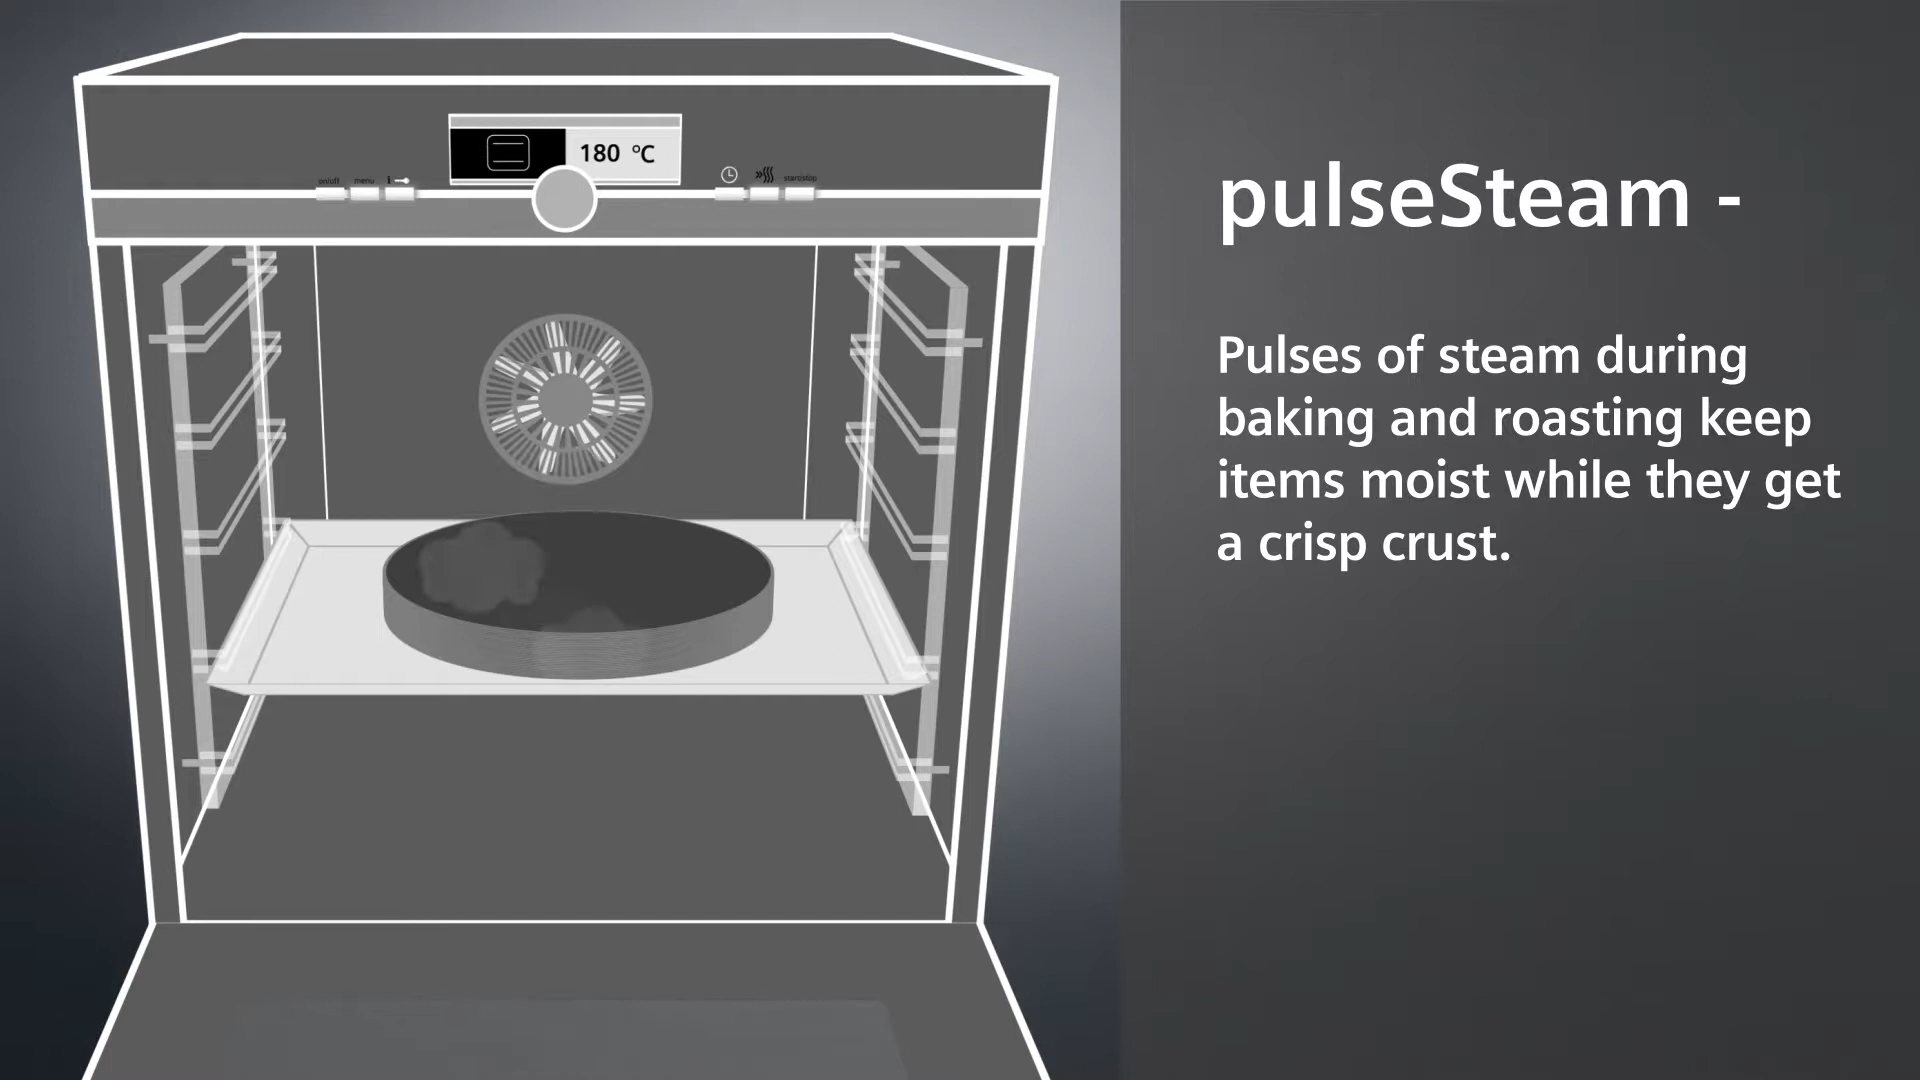 180 °C
on/off menu i
start/stop
pulseSteam -
Pulses of steam during
baking and roasting keep
items moist while they get
a crisp crust.